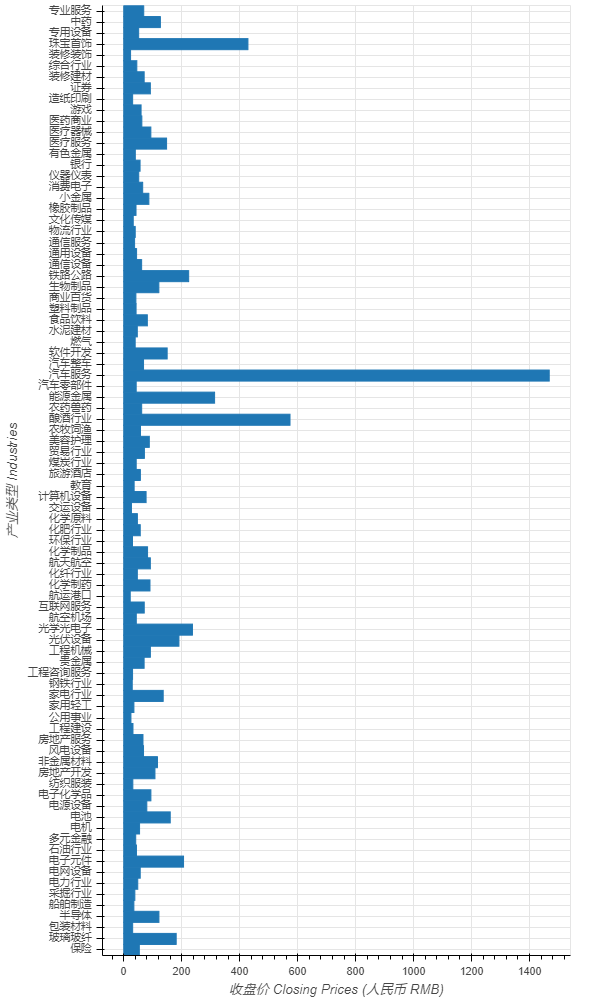 专业服务
中药
专用设备
珠宝首饰
装修装饰
综合行业
装修建材
证券
造纸印刷
游戏
医药商业
医疗器械
医疗服务
有色金属
银行
仪器仪表
消费电子
小金属
橡胶制品
文化传媒
物流行业
通信服务
通用设备
通信设备
铁路公路
生物制品
商业百货
塑料制品
食品饮料
水泥建材
燃气
软件开发
汽车整车
汽车服务
汽车零部件
能源金属
农药兽药
酿酒行业
农牧饲渔
美容护理
贸易行业
煤炭行业
旅游酒店
教育
计算机设备
交运设备
化学原料
化肥行业
环保行业
化学制品
航天航空
化纤行业
化学制药
航运港口
互联网服务
航空机场
光学光电子
光伏设备
工程机械
贵金属
工程咨询服务
钢铁行业
家电行业
家用轻工
公用事业
工程建设
房地产服务
风电设备
非金属材料
房地产开发
纺织服装
电子化学品
电源设备
电池
电机
多元金融
石油行业
电子元件
电网设备
电力行业
采掘行业
船舶制造
半导体
包装材料
玻璃玻纤
保险
产业类型 Industries
0 200 400 600 800 1000 1200 1400
收盘价 Closing Prices (人民币 RMB)